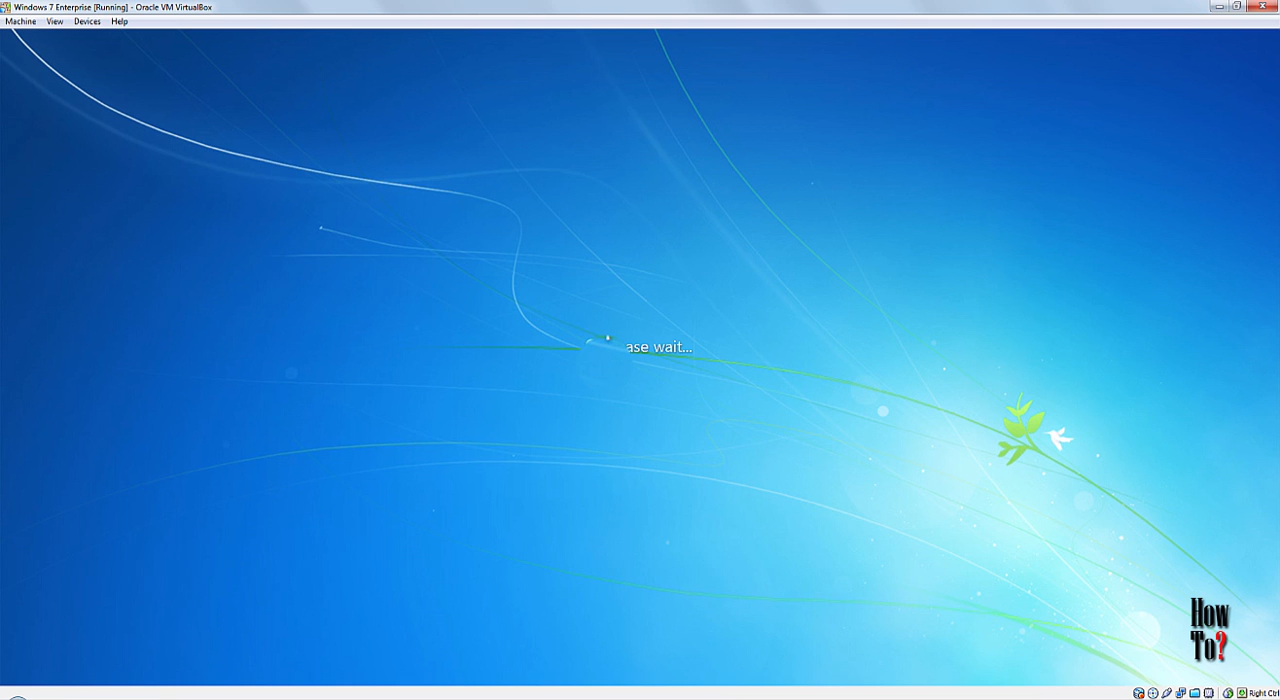 Windows 7 Enterprise [Running] - Oracle VM VirtualBox
Machine View Devices Help
ase wait...
How
To?
Right Ctrl